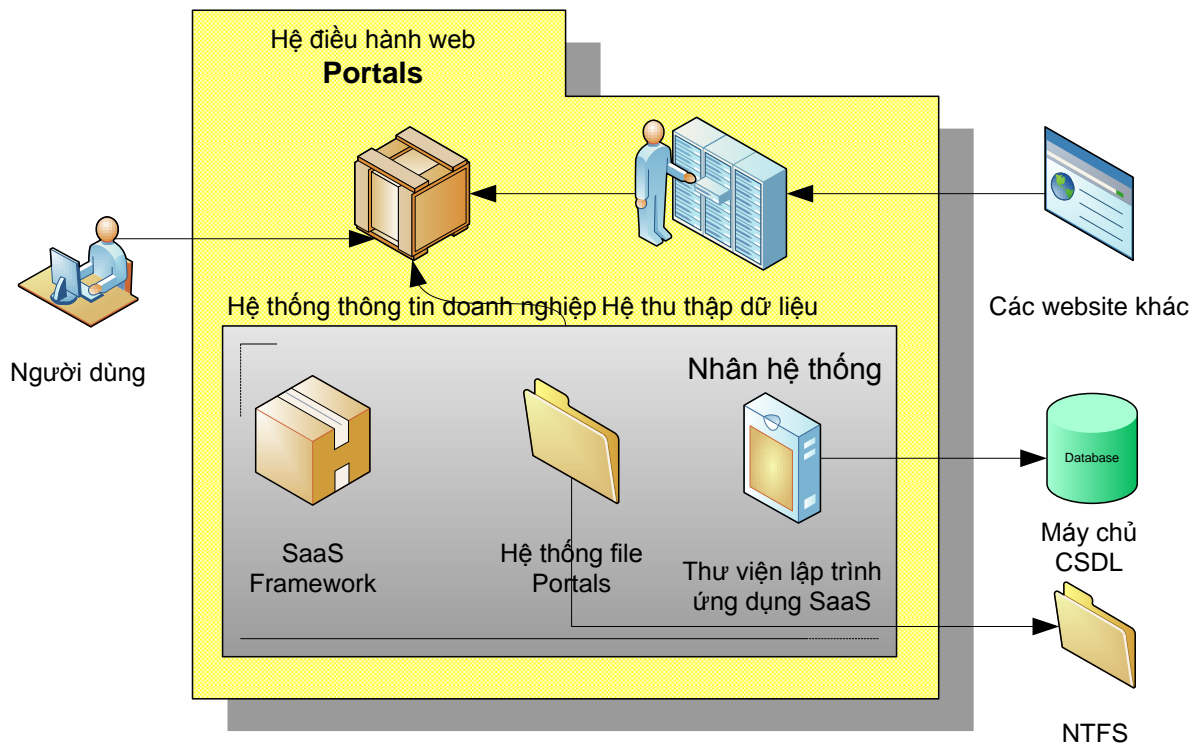 Hệ điều hành web
Portals
Hệ thống thông tin doanh nghiệp
Hệ thu thập dữ liệu
Các website khác
Người dùng
Nhân hệ thống
Database
SaaS
Framework
Hệ thống file
Portals
Thư viện lập trình
ứng dụng SaaS
Máy chủ
CSDL
NTFS